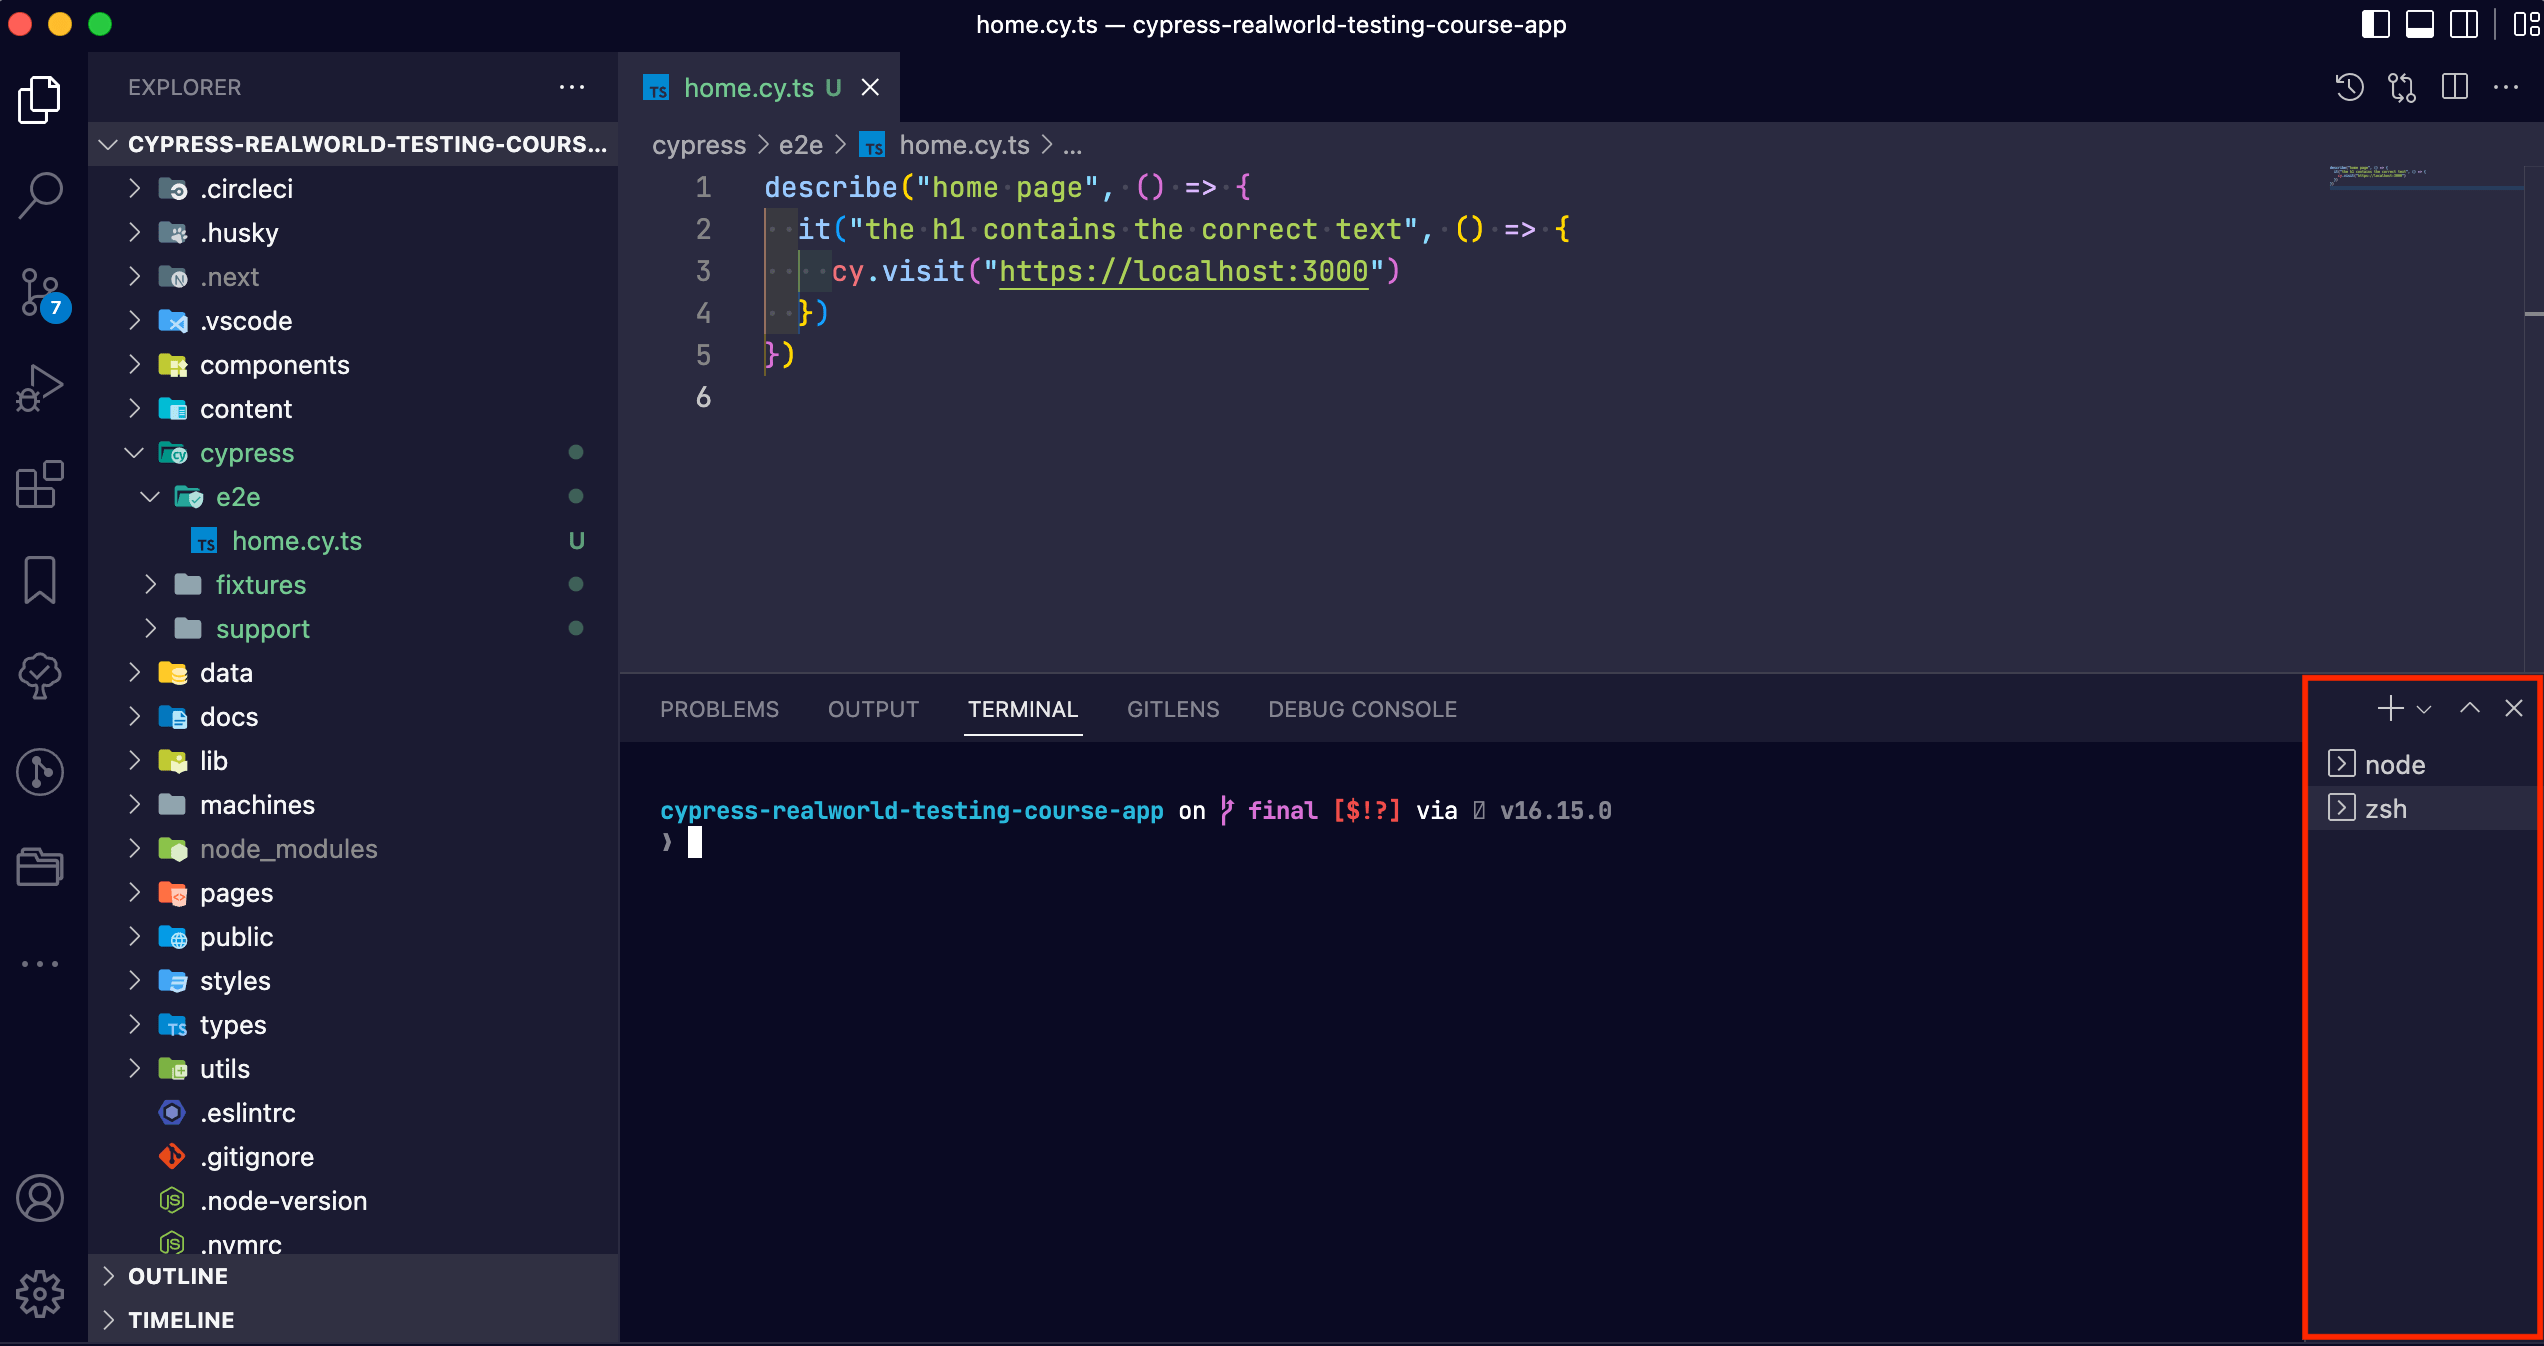 home.cy.ts — cypress-realworld-testing-course-app
EXPLORER
CYPRESS-REALWORLD-TESTING-COURS...
.circleci
.husky
.next
.vscode
components
content
cypress
e2e
home.cy.ts U
fixtures
support
data
docs
lib
machines
node_modules
pages
public
styles
types
utils
.eslintrc
.gitignore
.node-version
.nvmrc
OUTLINE
TIMELINE
7
home.cy.ts U
cypress > e2e > home.cy.ts > ...
1 describe("home page", () => {
2 it("the h1 contains the correct text", () => {
3 cy.visit("https://localhost:3000")
4 })
5 })
6
PROBLEMS OUTPUT TERMINAL GITLENS DEBUG CONSOLE
cypress-realworld-testing-course-app on final [$!?] via v16.15.0
❯
node
zsh